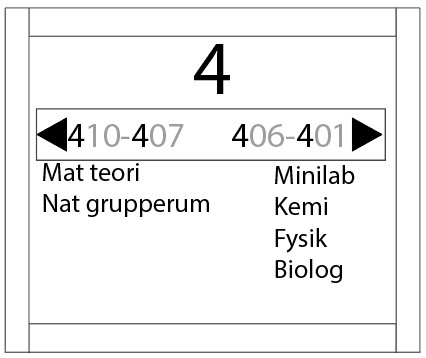 4
410-407 406-401
Mat teori
Nat grupperum
Minilab
Kemi
Fysik
Biolog